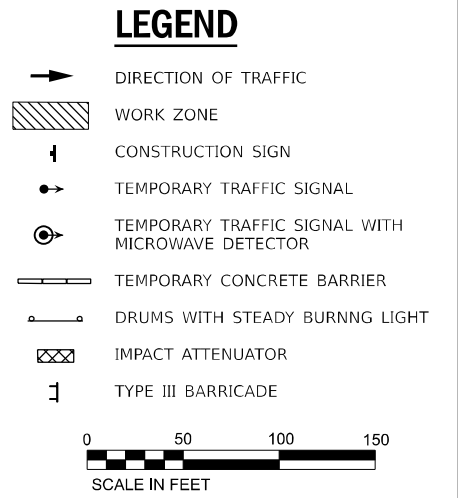 LEGEND
DIRECTION OF TRAFFIC
WORK ZONE
CONSTRUCTION SIGN
TEMPORARY TRAFFIC SIGNAL
TEMPORARY TRAFFIC SIGNAL WITH
MICROWAVE DETECTOR
TEMPORARY CONCRETE BARRIER
DRUMS WITH STEADY BURNNG LIGHT
IMPACT ATTENUATOR
TYPE III BARRICADE
0 50 100 150
SCALE IN FEET